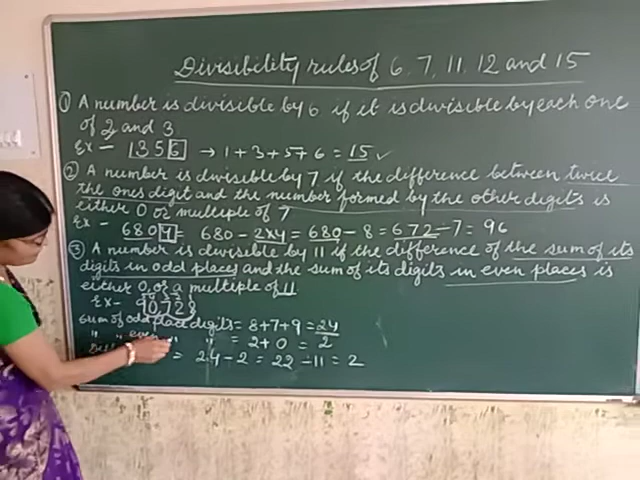 Divisibility rules of 6, 7, 11, 12 and 15
① A number is divisible by 6 if it is divisible by each one
of 2 and 3
Ex - 1356 → 1+3+5+6 = 15 ✓
② A number is divisible by 7 if the difference between twice
the ones digit and the number formed by the other digits is
either 0 or multiple of 7
Ex - 6804 = 680 - 2×4 = 680 - 8 = 672 ÷ 7 = 96
③ A number is divisible by 11 if the difference of the sum of its
digits in odd places and the sum of its digits in even places is
either 0, or a multiple of 11
Ex - 90728
Sum of odd place digits = 8+7+9 = 24
" " even " " = 2+0 = 2
= 24 - 2 = 22 ÷ 11 = 2